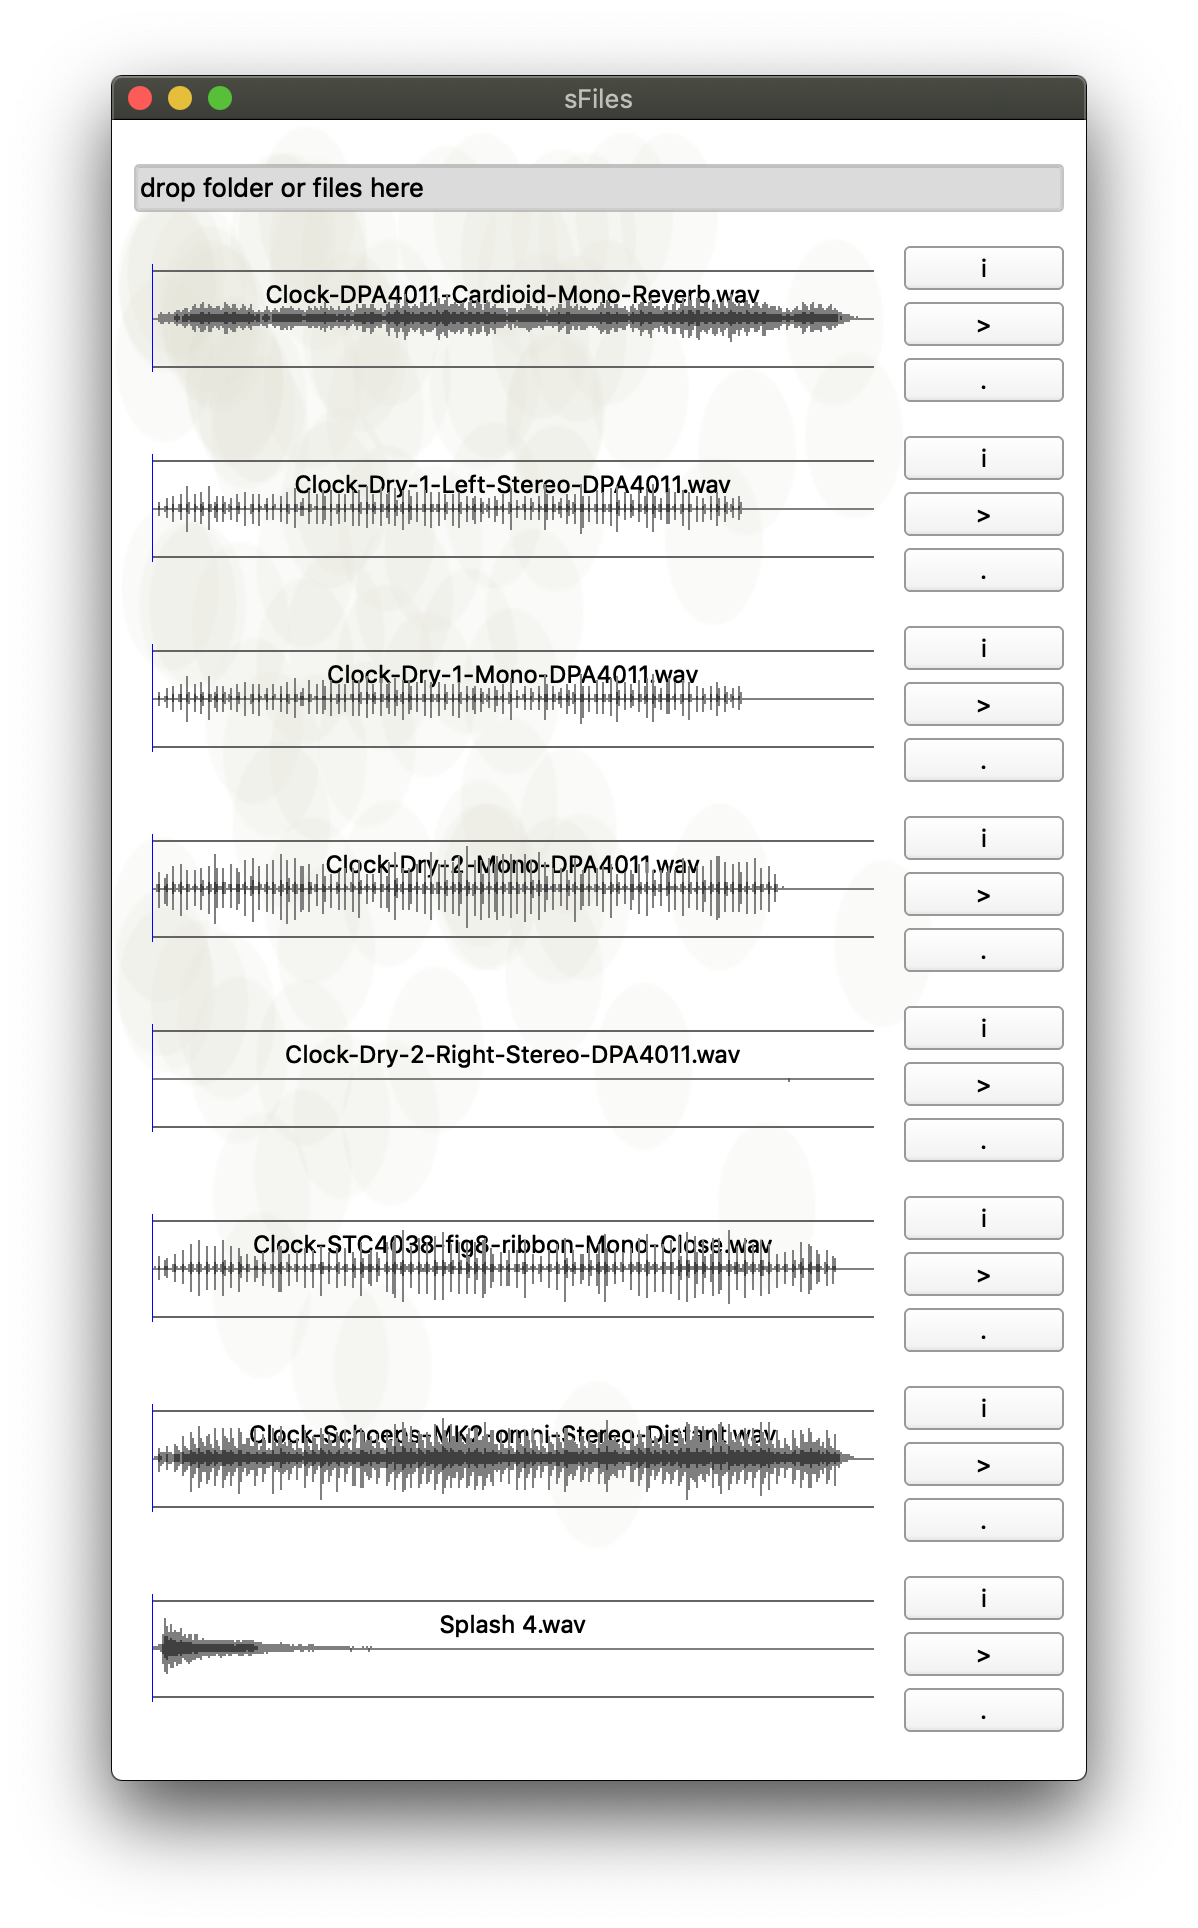 sFiles
drop folder or files here
Clock-DPA4011-Cardioid-Mono-Reverb.wav
i
>
.
Clock-Dry-1-Left-Stereo-DPA4011.wav
i
>
.
Clock-Dry-1-Mono-DPA4011.wav
i
>
.
Clock-Dry-2-Mono-DPA4011.wav
i
>
.
Clock-Dry-2-Right-Stereo-DPA4011.wav
i
>
.
Clock-STC4038-fig8-ribbon-Mono-Close.wav
i
>
.
Clock-Schoeps-MK2-omni-Stereo-Distant.wav
i
>
.
Splash 4.wav
i
>
.